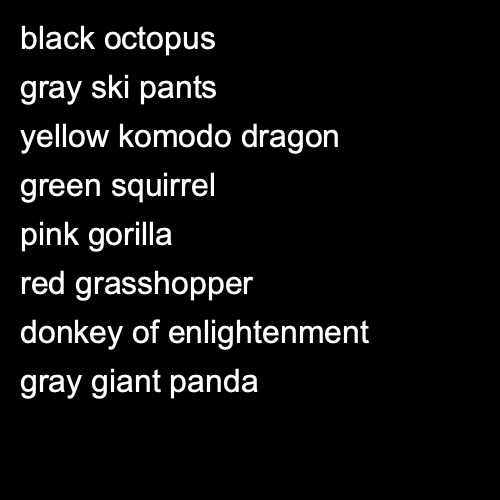 black octopus
gray ski pants
yellow komodo dragon
green squirrel
pink gorilla
red grasshopper
donkey of enlightenment
gray giant panda